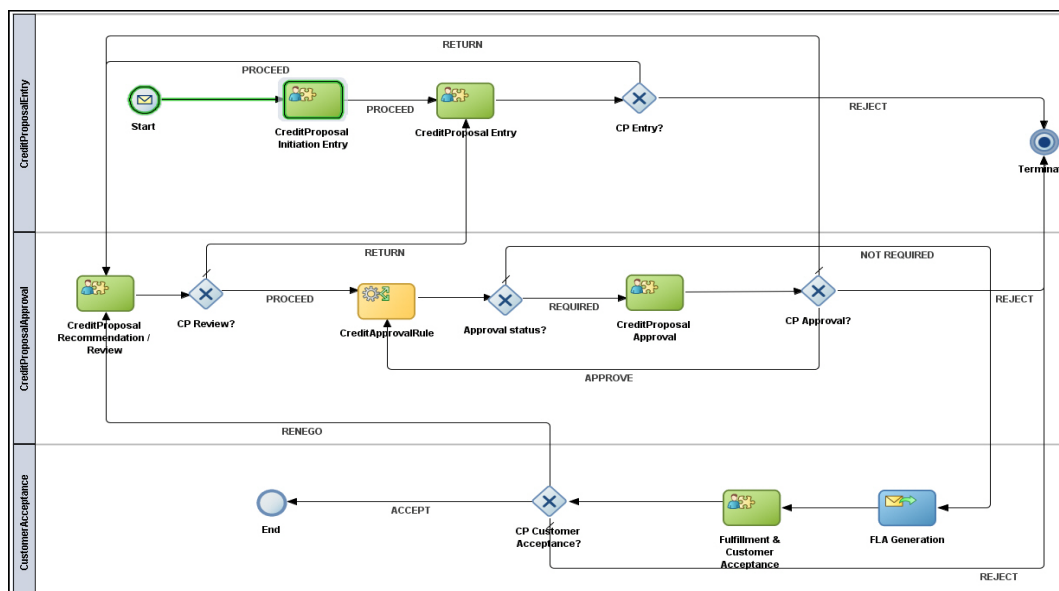 CreditProposalEntry
RETURN
PROCEED
Start
CreditProposal
Initiation Entry
PROCEED
CreditProposal Entry
CP Entry?
REJECT
Terminat
CreditProposalApproval
RETURN
NOT REQUIRED
CreditProposal
Recommendation /
Review
CP Review?
PROCEED
CreditApprovalRule
Approval status?
REQUIRED
CreditProposal
Approval
CP Approval?
REJECT
APPROVE
RENEGO
CustomerAcceptance
End
ACCEPT
CP Customer
Acceptance?
Fulfillment &
Customer
Acceptance
FLA Generation
REJECT